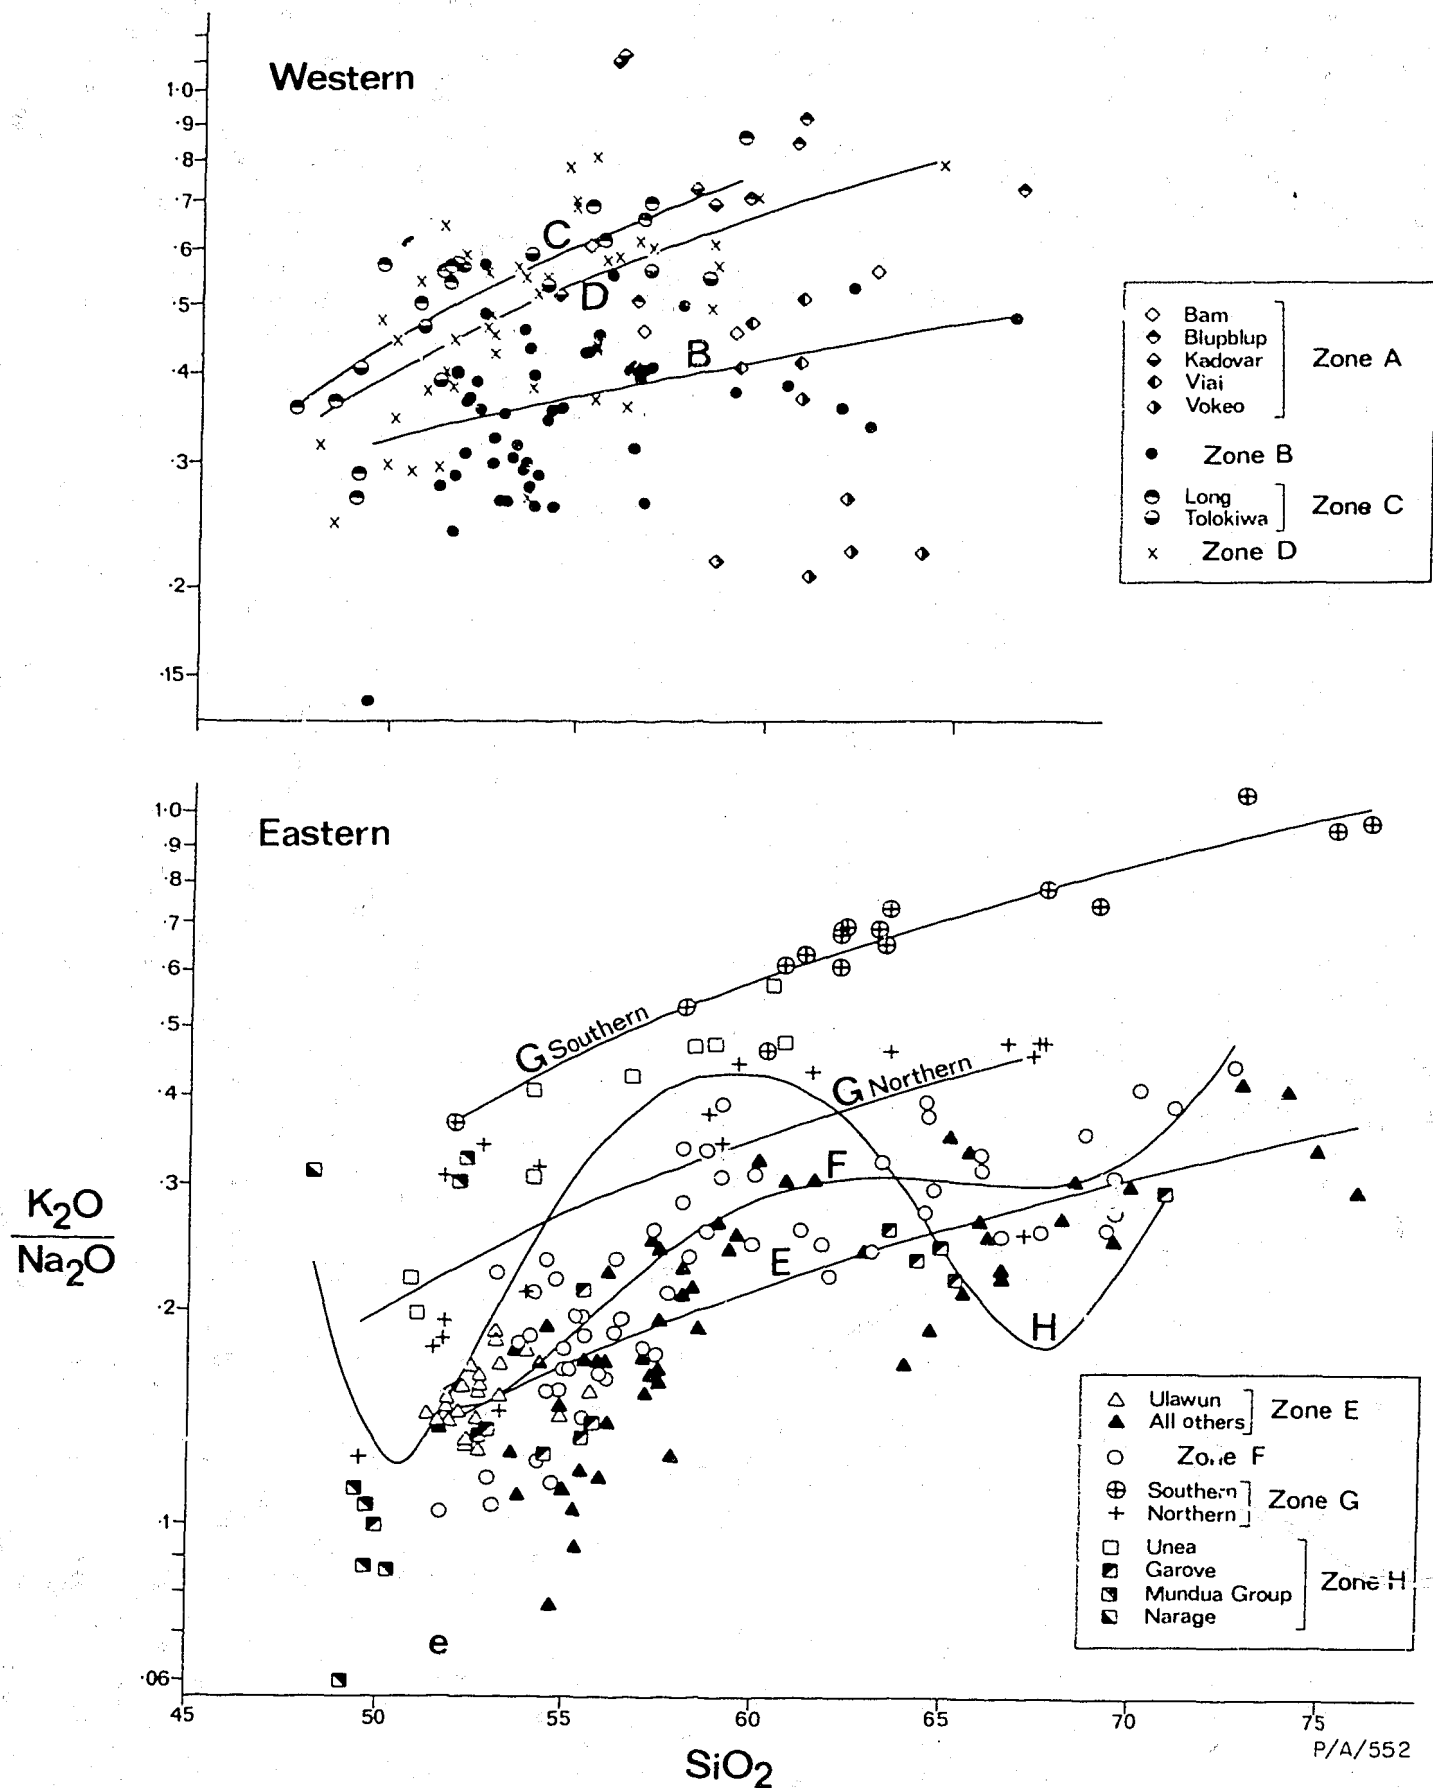 Western
1.0
.9
.8
.7
.6
.5
.4
.3
.2
.15
C
D
B
Bam
Blupblup
Kadovar
Viai
Vokeo
Zone A
Zone B
Long
Tolokiwa
Zone C
Zone D
Eastern
1.0
.9
.8
.7
.6
.5
.4
.3
.2
.1
.06
K2O
Na2O
G Southern
G Northern
F
E
H
e
Ulawun
All others
Zone E
Zone F
Southern
Northern
Zone G
Unea
Garove
Mundua Group
Narage
Zone H
45 50 55 60 65 70 75
SiO2
P/A/552